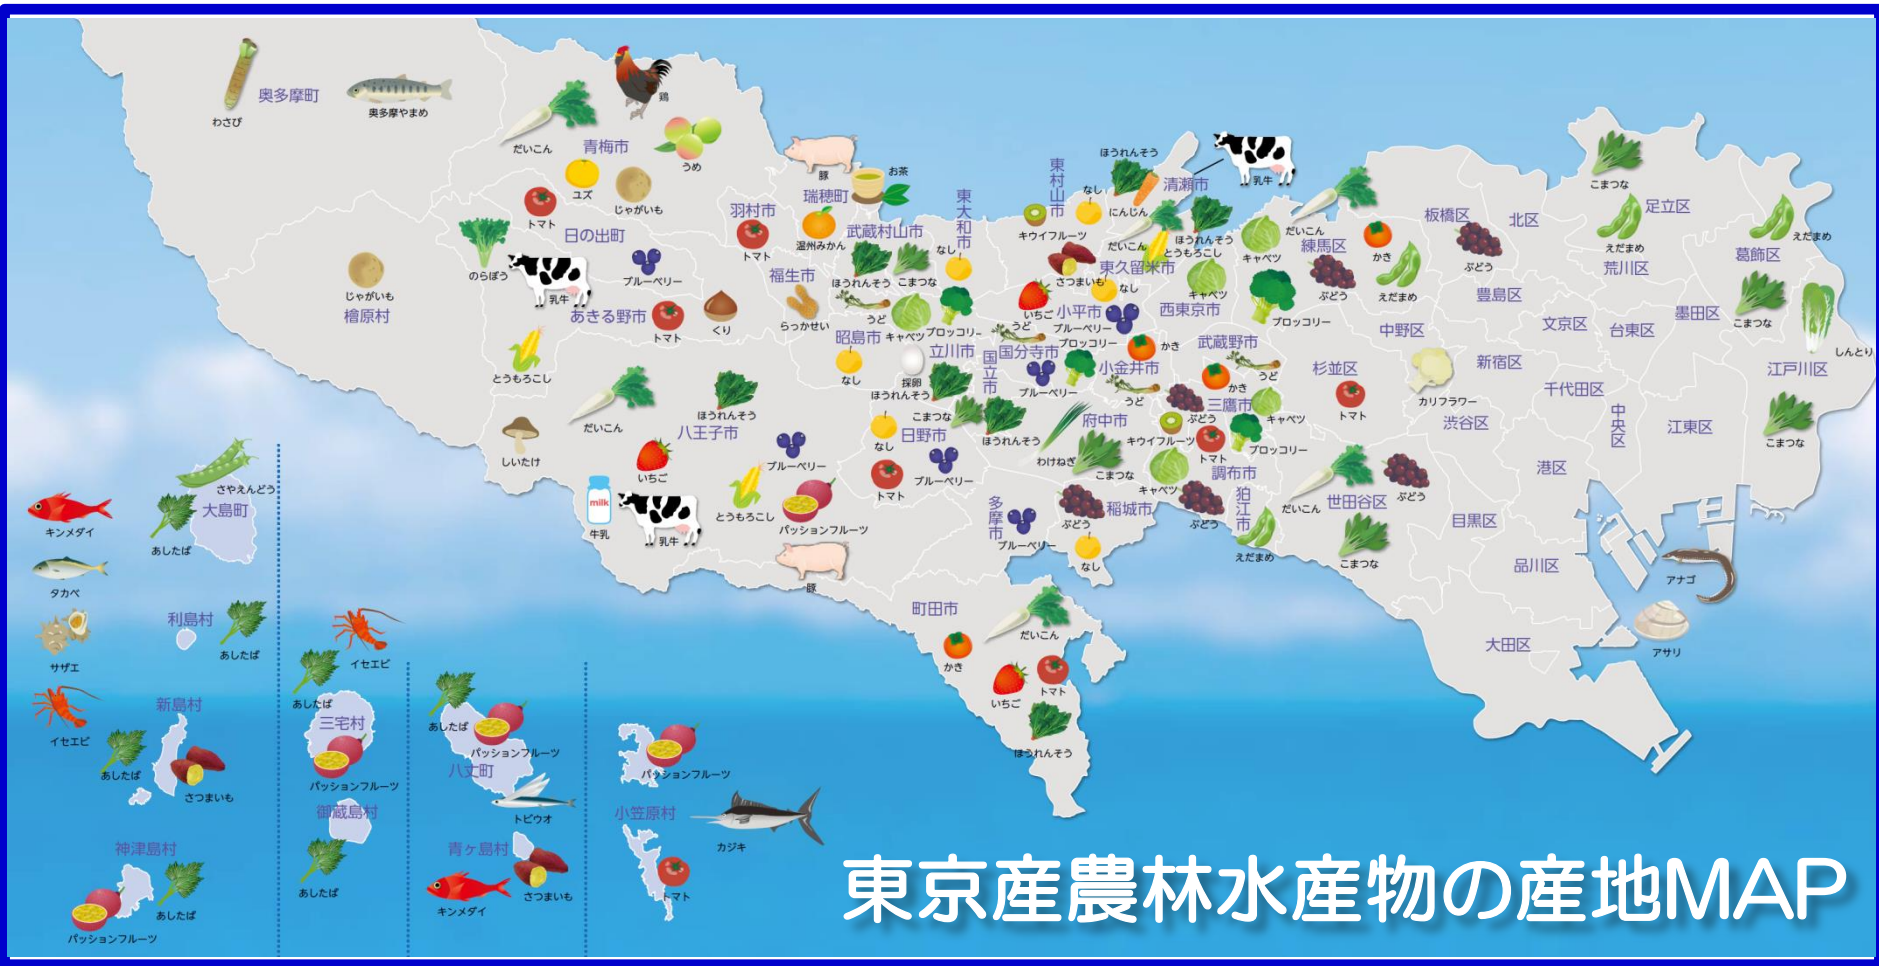 わさび
奥多摩町
奥多摩やまめ
だいこん
青梅市
鶏
うめ
ユズ
じゃがいも
トマト
日の出町
のらぼう
乳牛
ブルーベリー
じゃがいも
檜原村
あきる野市
トマト
くり
とうもろこし
羽村市
トマト
豚
瑞穂町
お茶
温州みかん
武蔵村山市
ほうれんそう
こまつな
福生市
らっかせい
東大和市
なし
うど
キャベツ
ブロッコリー
昭島市
なし
立川市
採卵
ほうれんそう
国立市
国分寺市
うど
ブルーベリー
ブロッコリー
東村山市
キウイフルーツ
なし
さつまいも
ほうれんそう
にんじん
清瀬市
乳牛
だいこん
ほうれんそう
とうもろこし
東久留米市
なし
いちご
小平市
ブルーベリー
キャベツ
西東京市
キャベツ
だいこん
練馬区
かき
ぶどう
えだまめ
ブロッコリー
板橋区
ぶどう
北区
こまつな
足立区
えだまめ
荒川区
えだまめ
葛飾区
こまつな
しんとり
江戸川区
こまつな
豊島区
文京区
台東区
墨田区
中野区
新宿区
カリフラワー
千代田区
中央区
江東区
渋谷区
港区
杉並区
トマト
武蔵野市
うど
かき
小金井市
かき
うど
三鷹市
ぶどう
キャベツ
キウイフルーツ
トマト
ブロッコリー
調布市
キャベツ
ぶどう
狛江市
えだまめ
世田谷区
だいこん
ぶどう
こまつな
目黒区
品川区
大田区
アナゴ
アサリ
府中市
わけねぎ
こまつな
こまつな
ほうれんそう
日野市
なし
トマト
ブルーベリー
しいたけ
だいこん
ほうれんそう
八王子市
いちご
ブルーベリー
とうもろこし
パッションフルーツ
milk
牛乳
乳牛
豚
多摩市
ブルーベリー
稲城市
ぶどう
なし
町田市
だいこん
かき
いちご
トマト
ほうれんそう
さやえんどう
大島町
あしたば
キンメダイ
タカベ
サザエ
イセエビ
利島村
あしたば
新島村
あしたば
さつまいも
神津島村
あしたば
パッションフルーツ
イセエビ
あしたば
三宅村
パッションフルーツ
御蔵島村
あしたば
あしたば
パッションフルーツ
八丈町
トビウオ
青ヶ島村
キンメダイ
さつまいも
パッションフルーツ
小笠原村
カジキ
トマト
東京産農林水産物の産地MAP